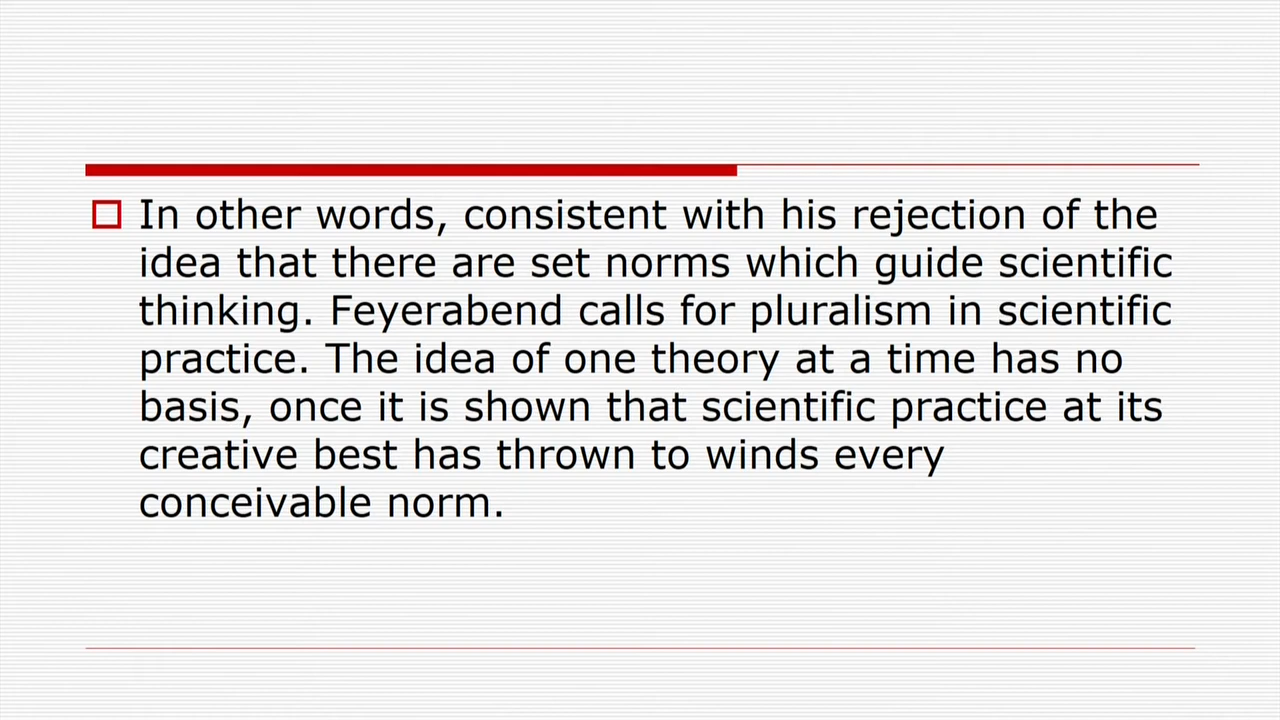 In other words, consistent with his rejection of the
idea that there are set norms which guide scientific
thinking. Feyerabend calls for pluralism in scientific
practice. The idea of one theory at a time has no
basis, once it is shown that scientific practice at its
creative best has thrown to winds every
conceivable norm.